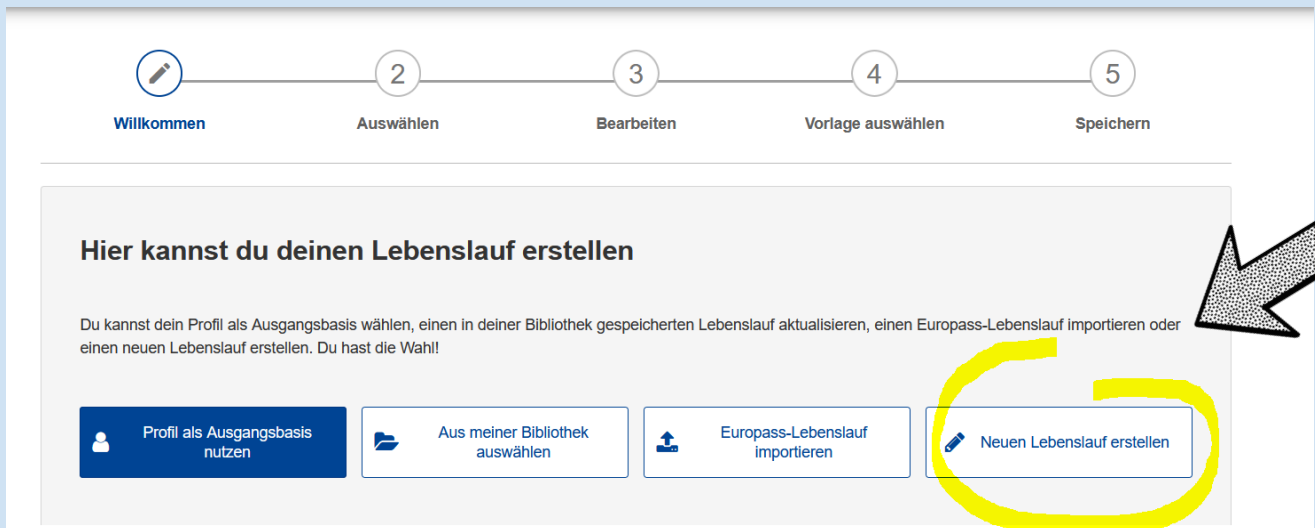 2
3
4
5
Willkommen
Auswählen
Bearbeiten
Vorlage auswählen
Speichern
Hier kannst du deinen Lebenslauf erstellen
Du kannst dein Profil als Ausgangsbasis wählen, einen in deiner Bibliothek gespeicherten Lebenslauf aktualisieren, einen Europass-Lebenslauf importieren oder
einen neuen Lebenslauf erstellen. Du hast die Wahl!
Profil als Ausgangsbasis
nutzen
Aus meiner Bibliothek
auswählen
Europass-Lebenslauf
importieren
Neuen Lebenslauf erstellen